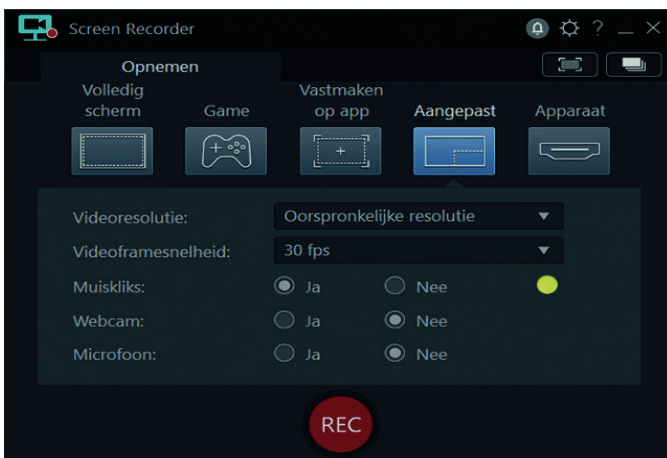 Screen Recorder
?
Opnemen
Volledig
scherm
Game
Vastmaken
op app
Aangepast
Apparaat
Videoresolutie: Oorspronkelijke resolutie
Videoframesnelheid: 30 fps
Muiskliks: Ja Nee
Webcam: Ja Nee
Microfoon: Ja Nee
REC